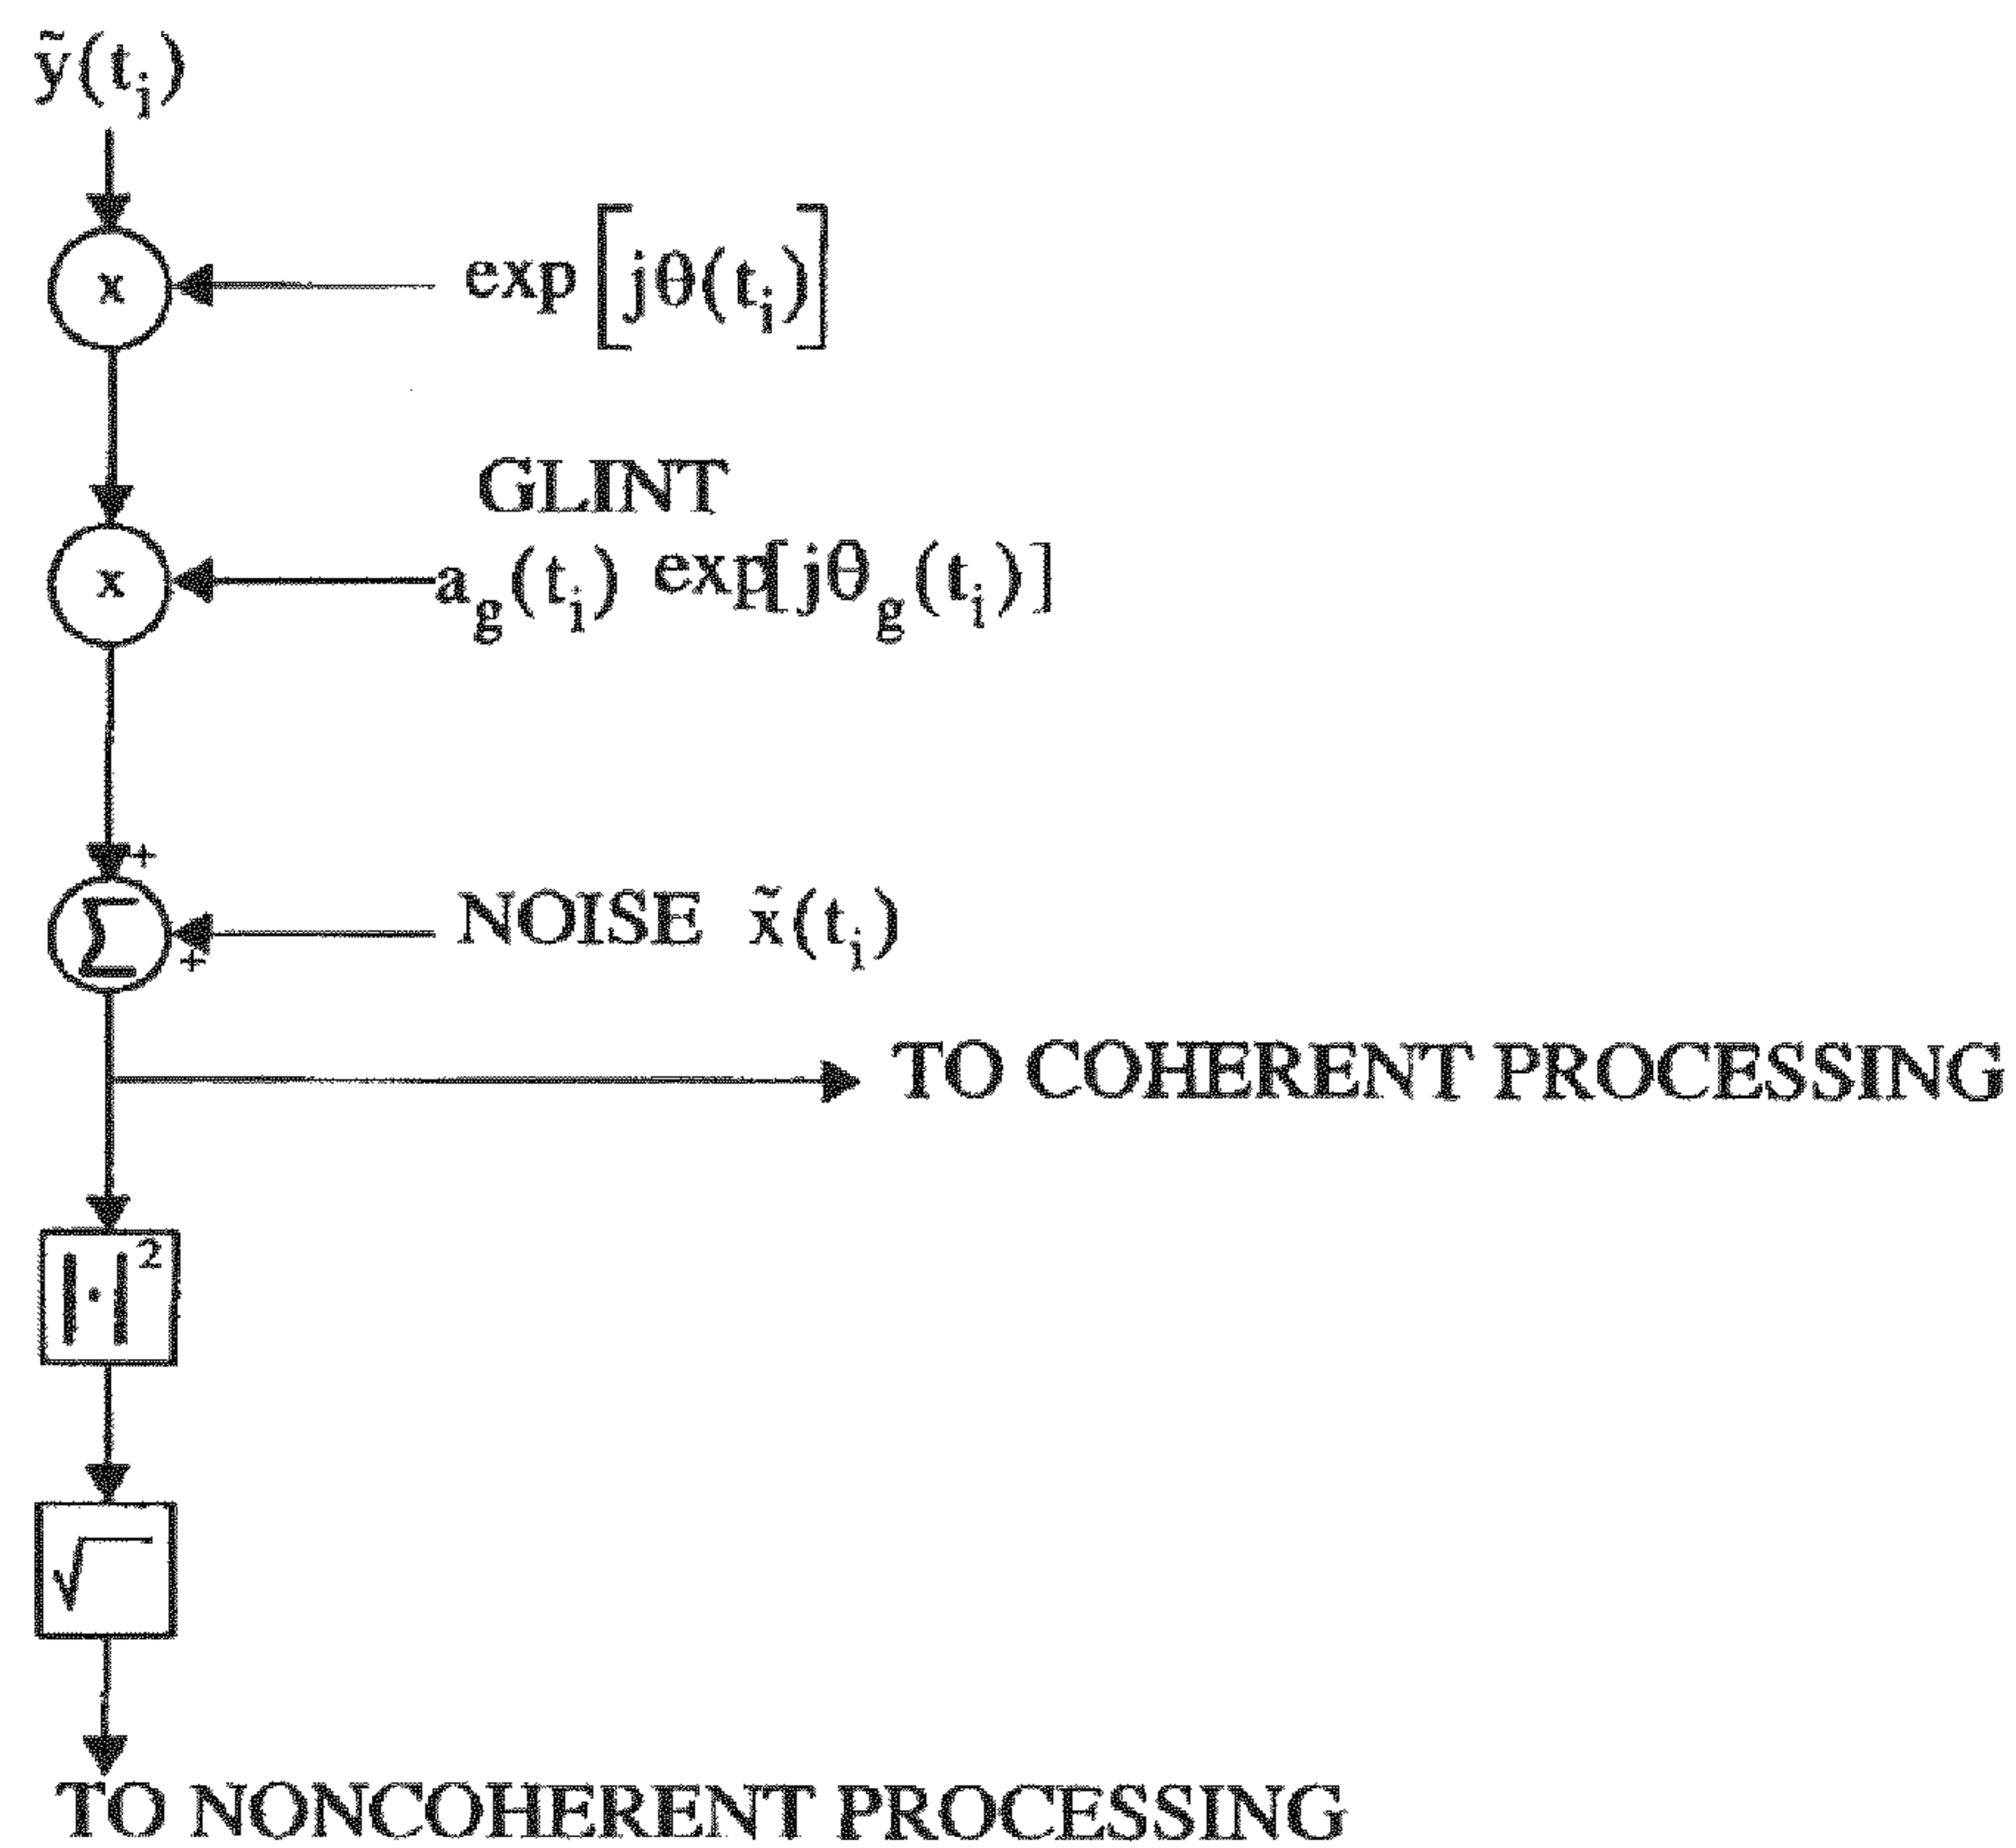 ỹ(t_i)
x
exp[jθ(t_i)]
GLINT
x
a_g(t_i) exp[jθ_g(t_i)]
+
Σ
+
NOISE x̃(t_i)
TO COHERENT PROCESSING
|·|²
√
TO NONCOHERENT PROCESSING